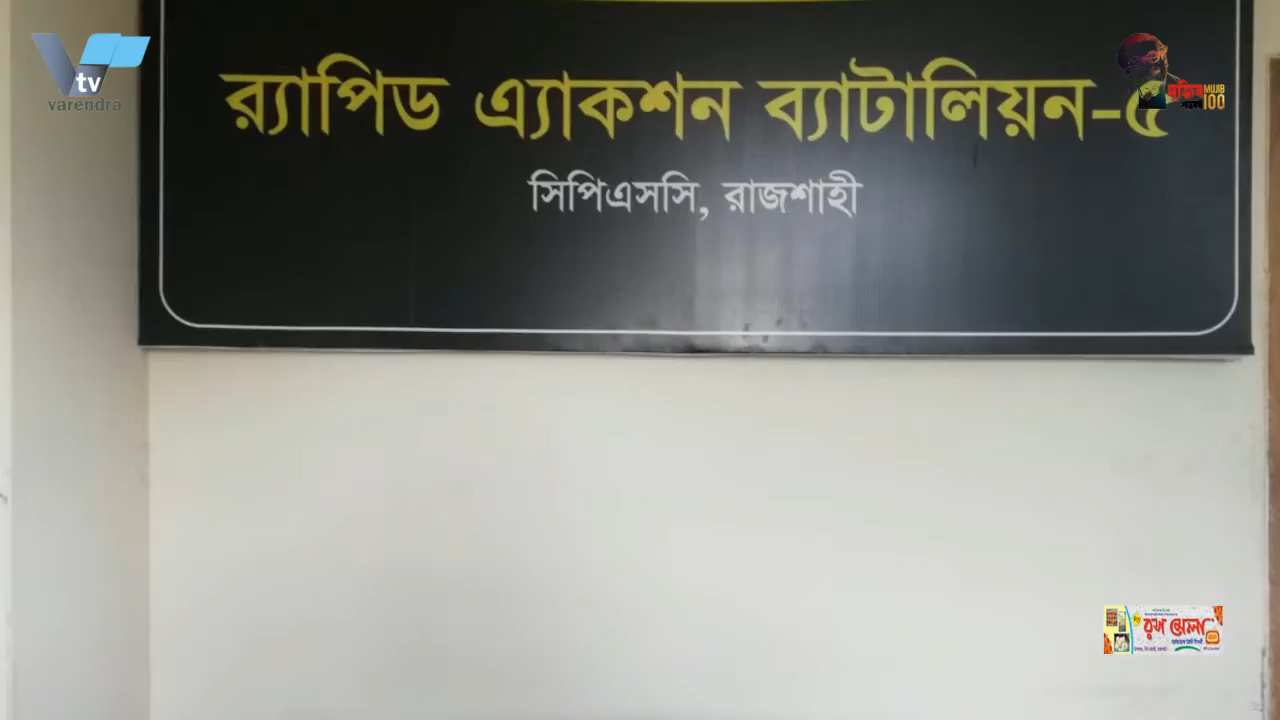 র‍্যাপিড এ্যাকশন ব্যাটালিয়ন-৫
সিপিএসসি, রাজশাহী
tv
varendra
মুজিব
MUJIB
100